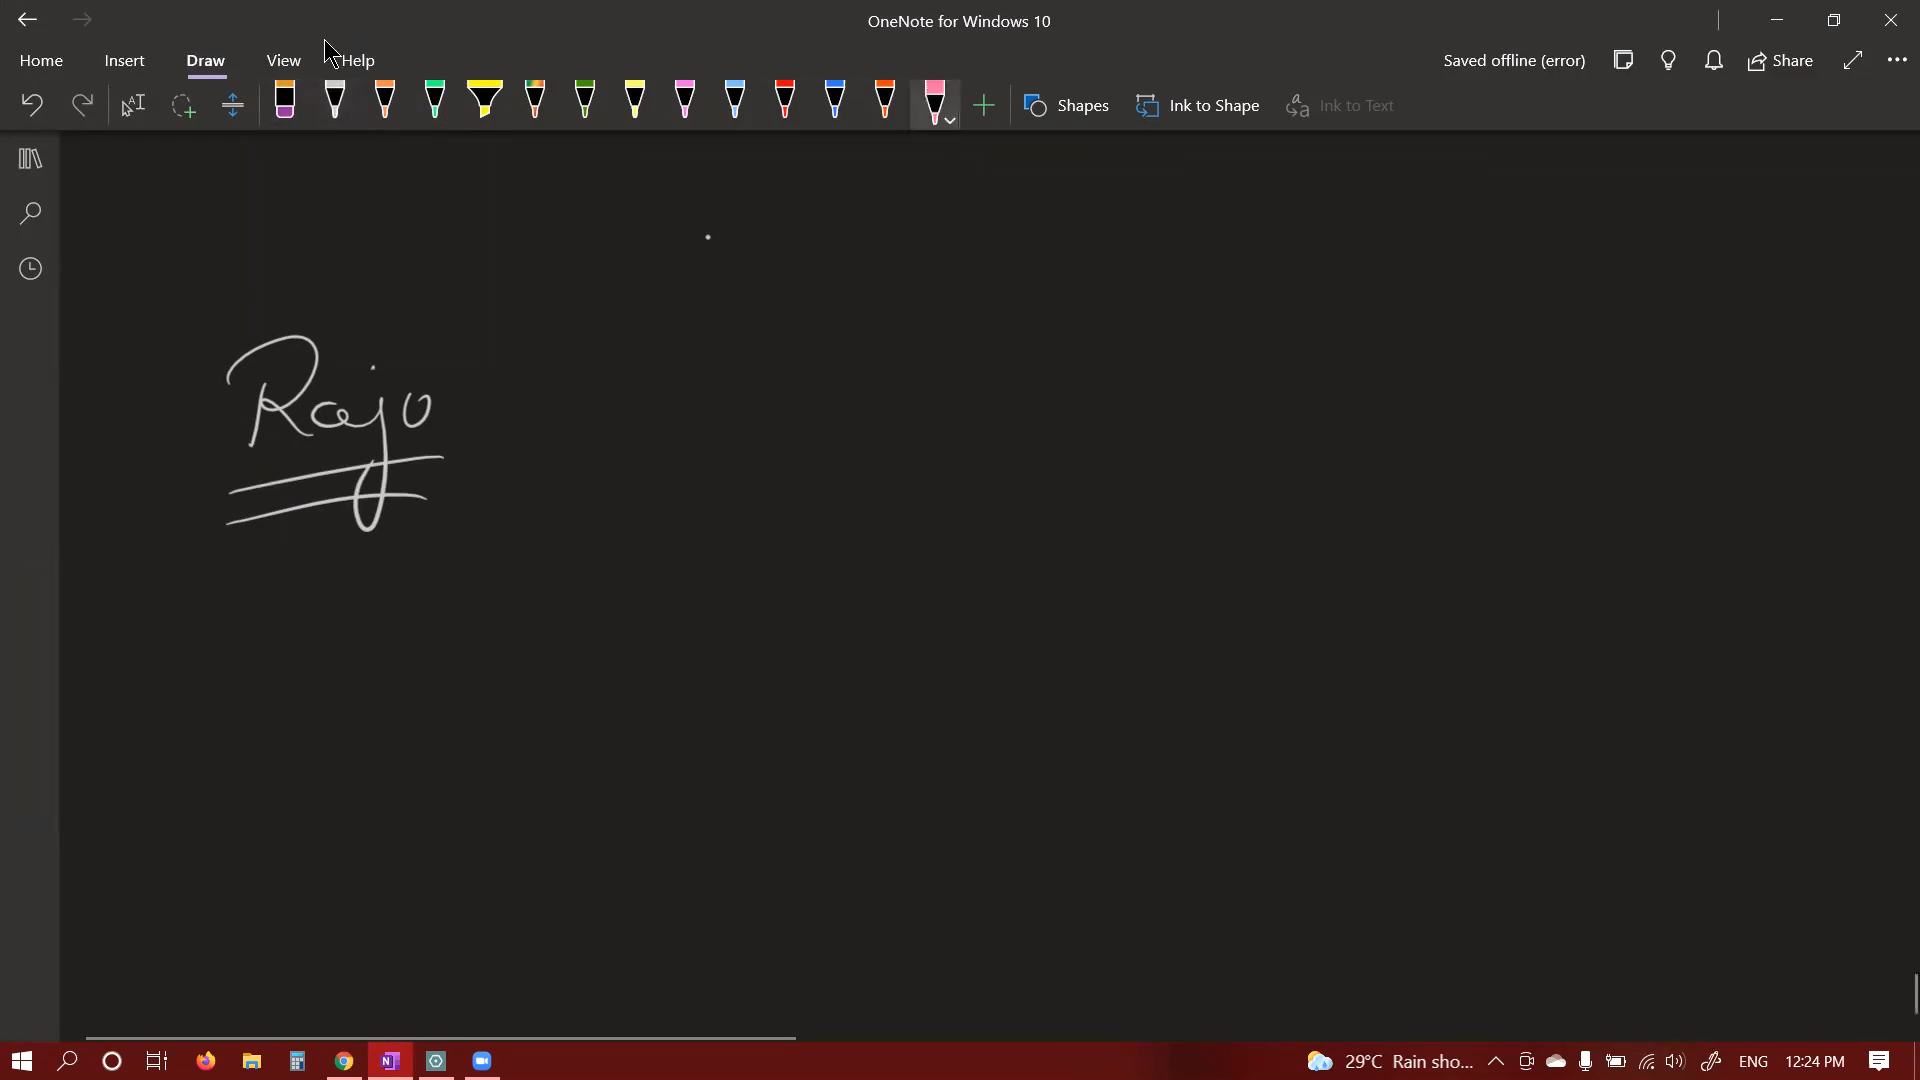 OneNote for Windows 10
Home Insert Draw View Help Saved offline (error) Share
Shapes Ink to Shape Ink to Text
Rajo
29°C Rain sho... ENG 12:24 PM